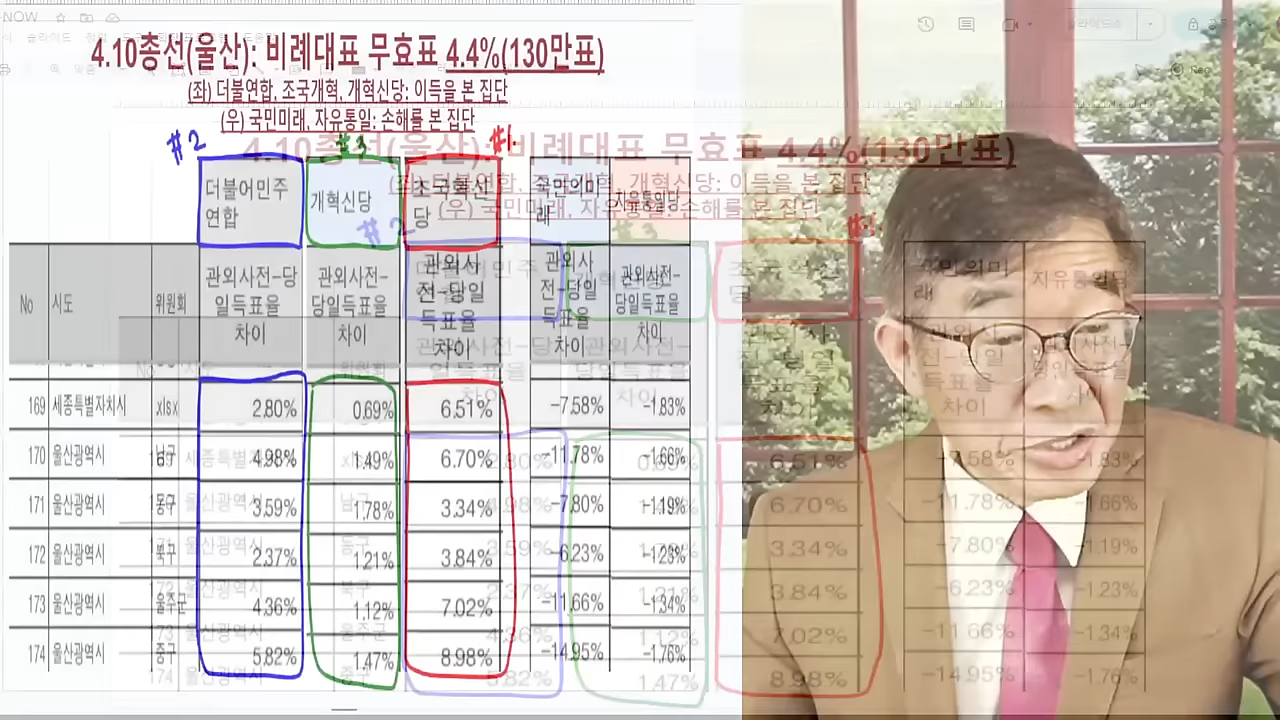 NOW
4.10총선(울산): 비례대표 무효표 4.4%(130만표)
(좌) 더불연합, 조국개혁, 개혁신당: 이득을 본 집단
(우) 국민미래, 자유통일: 손해를 본 집단
#2 #3 #1
더불어민주연합 개혁신당 조국혁신당 국민의미래 자유통일당
No 시도 위원회 관외사전-당일득표율 차이 관외사전-당일득표율 차이 관외사전-당일득표율 차이 관외사전-당일득표율 차이 관외사전-당일득표율 차이
169 세종특별자치시 xlsx 2.80% 0.69% 6.51% -7.58% -1.83%
170 울산광역시 남구 4.98% 1.49% 6.70% -11.78% -1.66%
171 울산광역시 동구 3.59% 1.78% 3.34% -7.80% -1.19%
172 울산광역시 북구 2.37% 1.21% 3.84% -6.23% -1.23%
173 울산광역시 울주군 4.36% 1.12% 7.02% -11.66% -1.34%
174 울산광역시 중구 5.82% 1.47% 8.98% -14.95% -1.76%